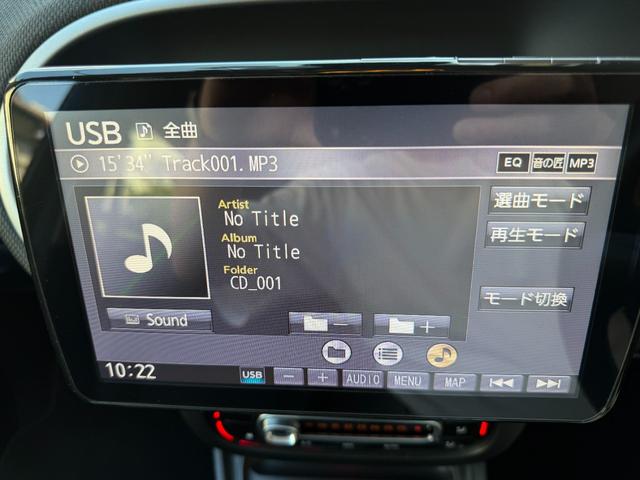 USB 全曲
15'34" Track001.MP3 EQ 音の匠 MP3
Artist
No Title
Album
No Title
Folder
CD_001
選曲モード
再生モード
モード切換
Sound
－ ＋
10:22 USB － ＋ AUDIO MENU MAP